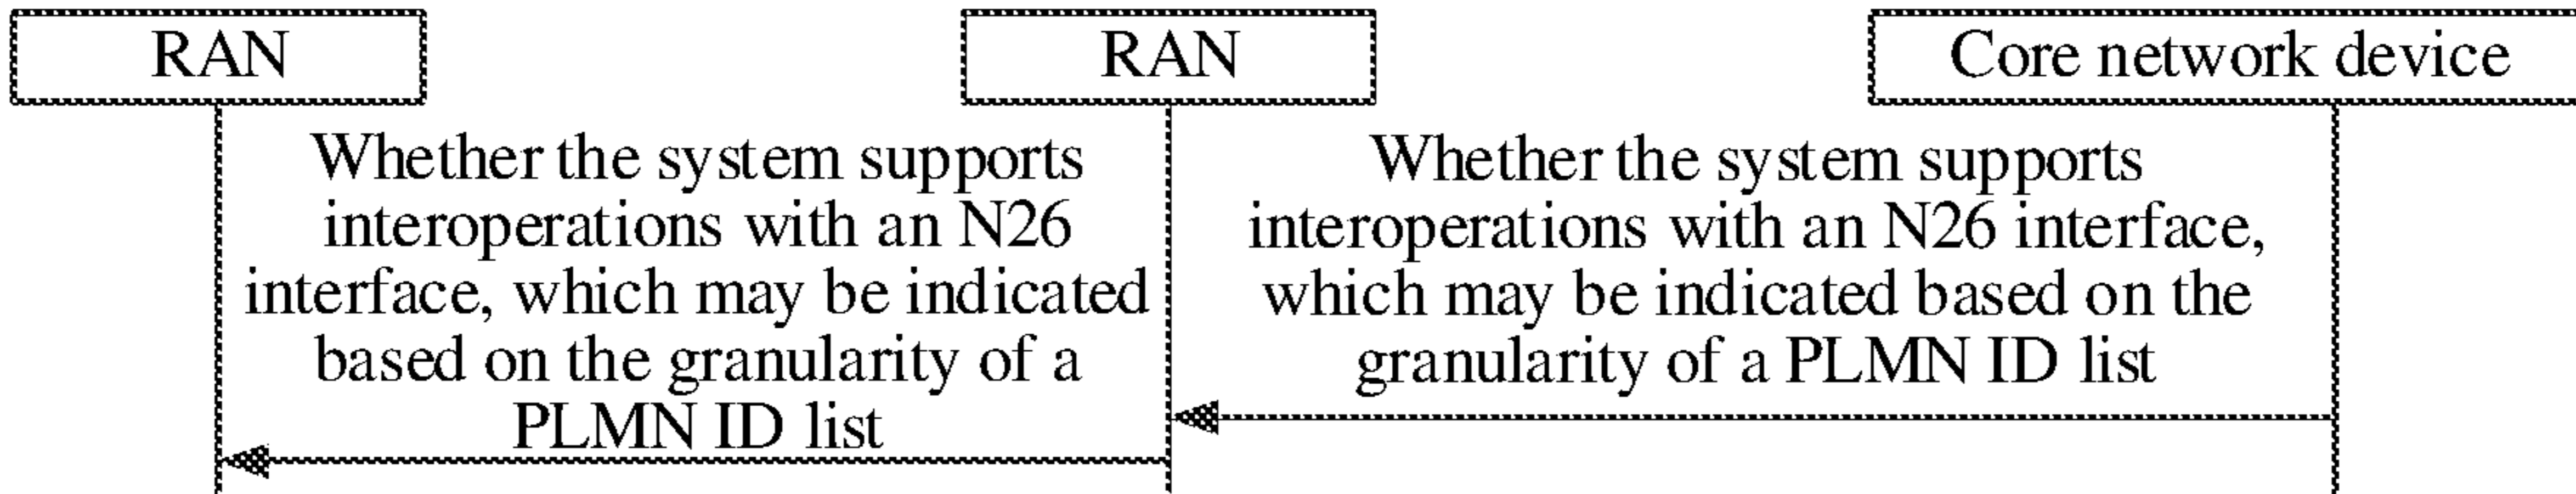 RAN
RAN
Core network device
Whether the system supports
interoperations with an N26
interface, which may be indicated
based on the granularity of a
PLMN ID list
Whether the system supports
interoperations with an N26 interface,
which may be indicated based on the
granularity of a PLMN ID list